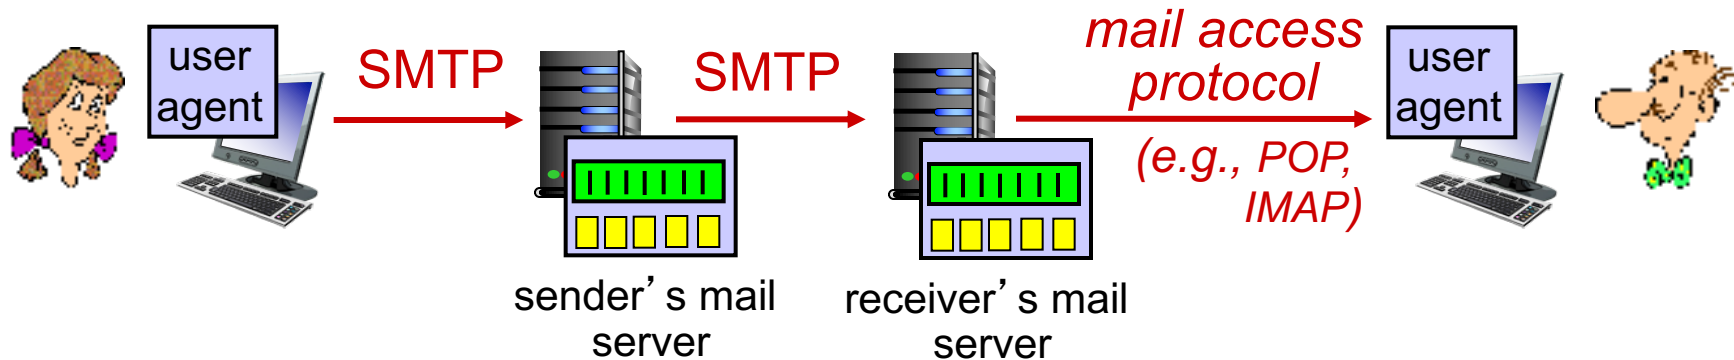 user
agent
SMTP
SMTP
mail access
protocol
(e.g., POP,
IMAP)
user
agent
sender’s mail
server
receiver’s mail
server